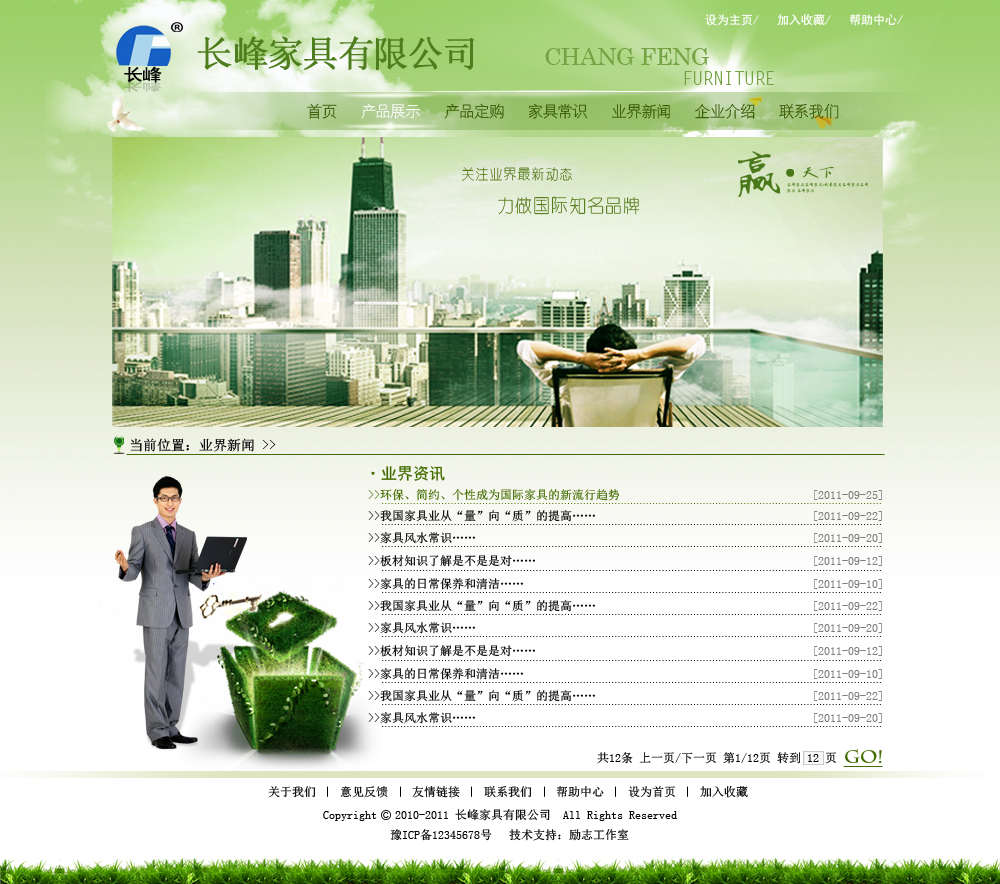 设为主页/ 加入收藏/ 帮助中心/
®
长峰
长峰家具有限公司
CHANG FENG
FURNITURE
首页 产品展示 产品定购 家具常识 业界新闻 企业介绍 联系我们
关注业界最新动态
力做国际知名品牌
赢·天下
当前位置：业界新闻 >>
·业界资讯
>>环保、简约、个性成为国际家具的新流行趋势 [2011-09-25]
>>我国家具业从“量”向“质”的提高…… [2011-09-22]
>>家具风水常识…… [2011-09-20]
>>板材知识了解是不是是对…… [2011-09-12]
>>家具的日常保养和清洁…… [2011-09-10]
>>我国家具业从“量”向“质”的提高…… [2011-09-22]
>>家具风水常识…… [2011-09-20]
>>板材知识了解是不是是对…… [2011-09-12]
>>家具的日常保养和清洁…… [2011-09-10]
>>我国家具业从“量”向“质”的提高…… [2011-09-22]
>>家具风水常识…… [2011-09-20]
共12条 上一页/下一页 第1/12页 转到 12 页 GO!
关于我们 | 意见反馈 | 友情链接 | 联系我们 | 帮助中心 | 设为首页 | 加入收藏
Copyright © 2010-2011 长峰家具有限公司 All Rights Reserved
豫ICP备12345678号 技术支持：励志工作室